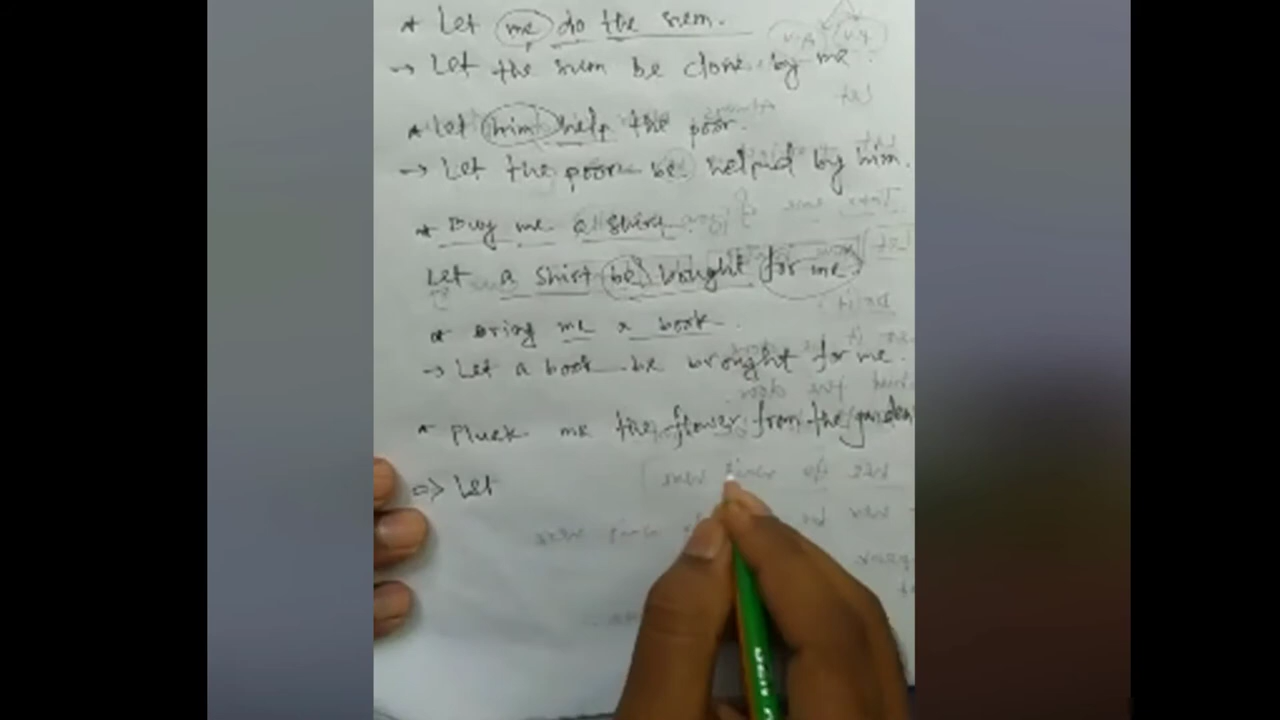 * Let me do the sum.
→ Let the sum be done by me.
* Let him help the poor.
→ Let the poor be helped by him.
* Buy me a shirt.
Let a shirt be bought for me.
* Bring me a book.
→ Let a book be brought for me.
* Pluck me the flower from the garden
⇒ Let